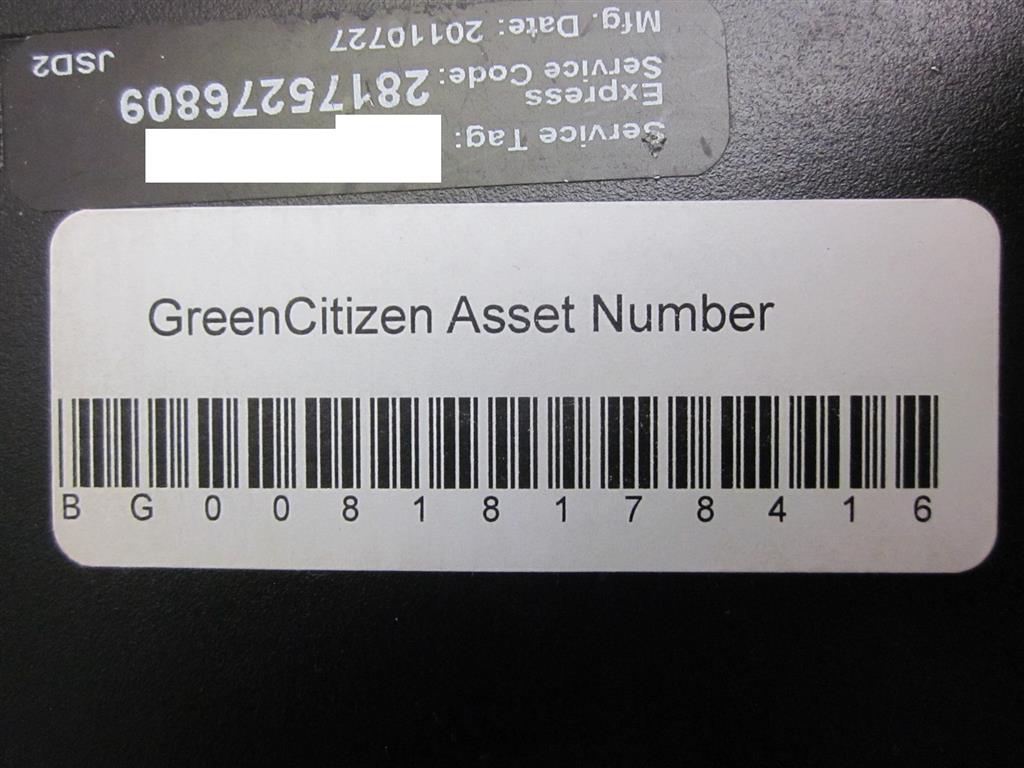 Service Tag:
Express
Service Code: 28175276809
Mfg. Date: 20110727 JSD2
GreenCitizen Asset Number
BG00818178416